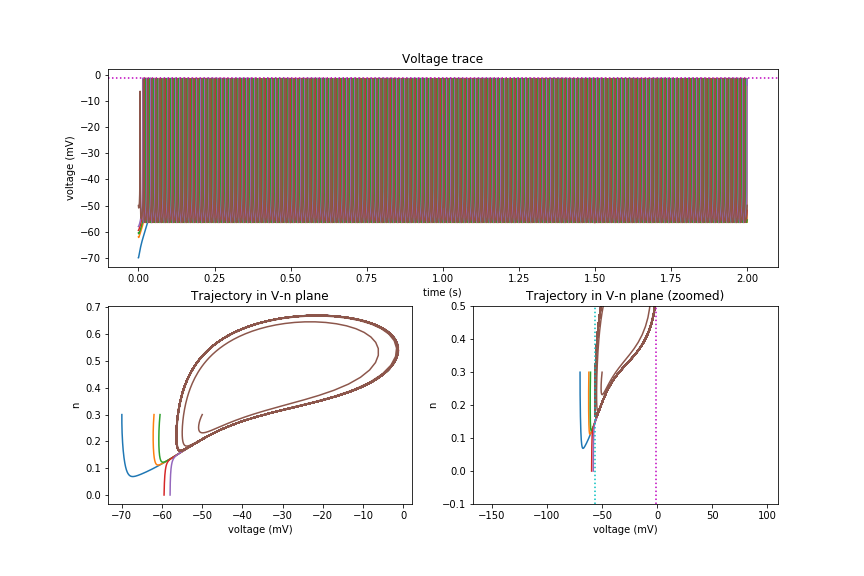 Voltage trace
voltage (mV)
0
−10
−20
−30
−40
−50
−60
−70
0.00 0.25 0.50 0.75 1.00 1.25 1.50 1.75 2.00
time (s)
Trajectory in V-n plane
n
0.7
0.6
0.5
0.4
0.3
0.2
0.1
0.0
−70 −60 −50 −40 −30 −20 −10 0
voltage (mV)
Trajectory in V-n plane (zoomed)
n
0.5
0.4
0.3
0.2
0.1
0.0
−0.1
−150 −100 −50 0 50 100
voltage (mV)